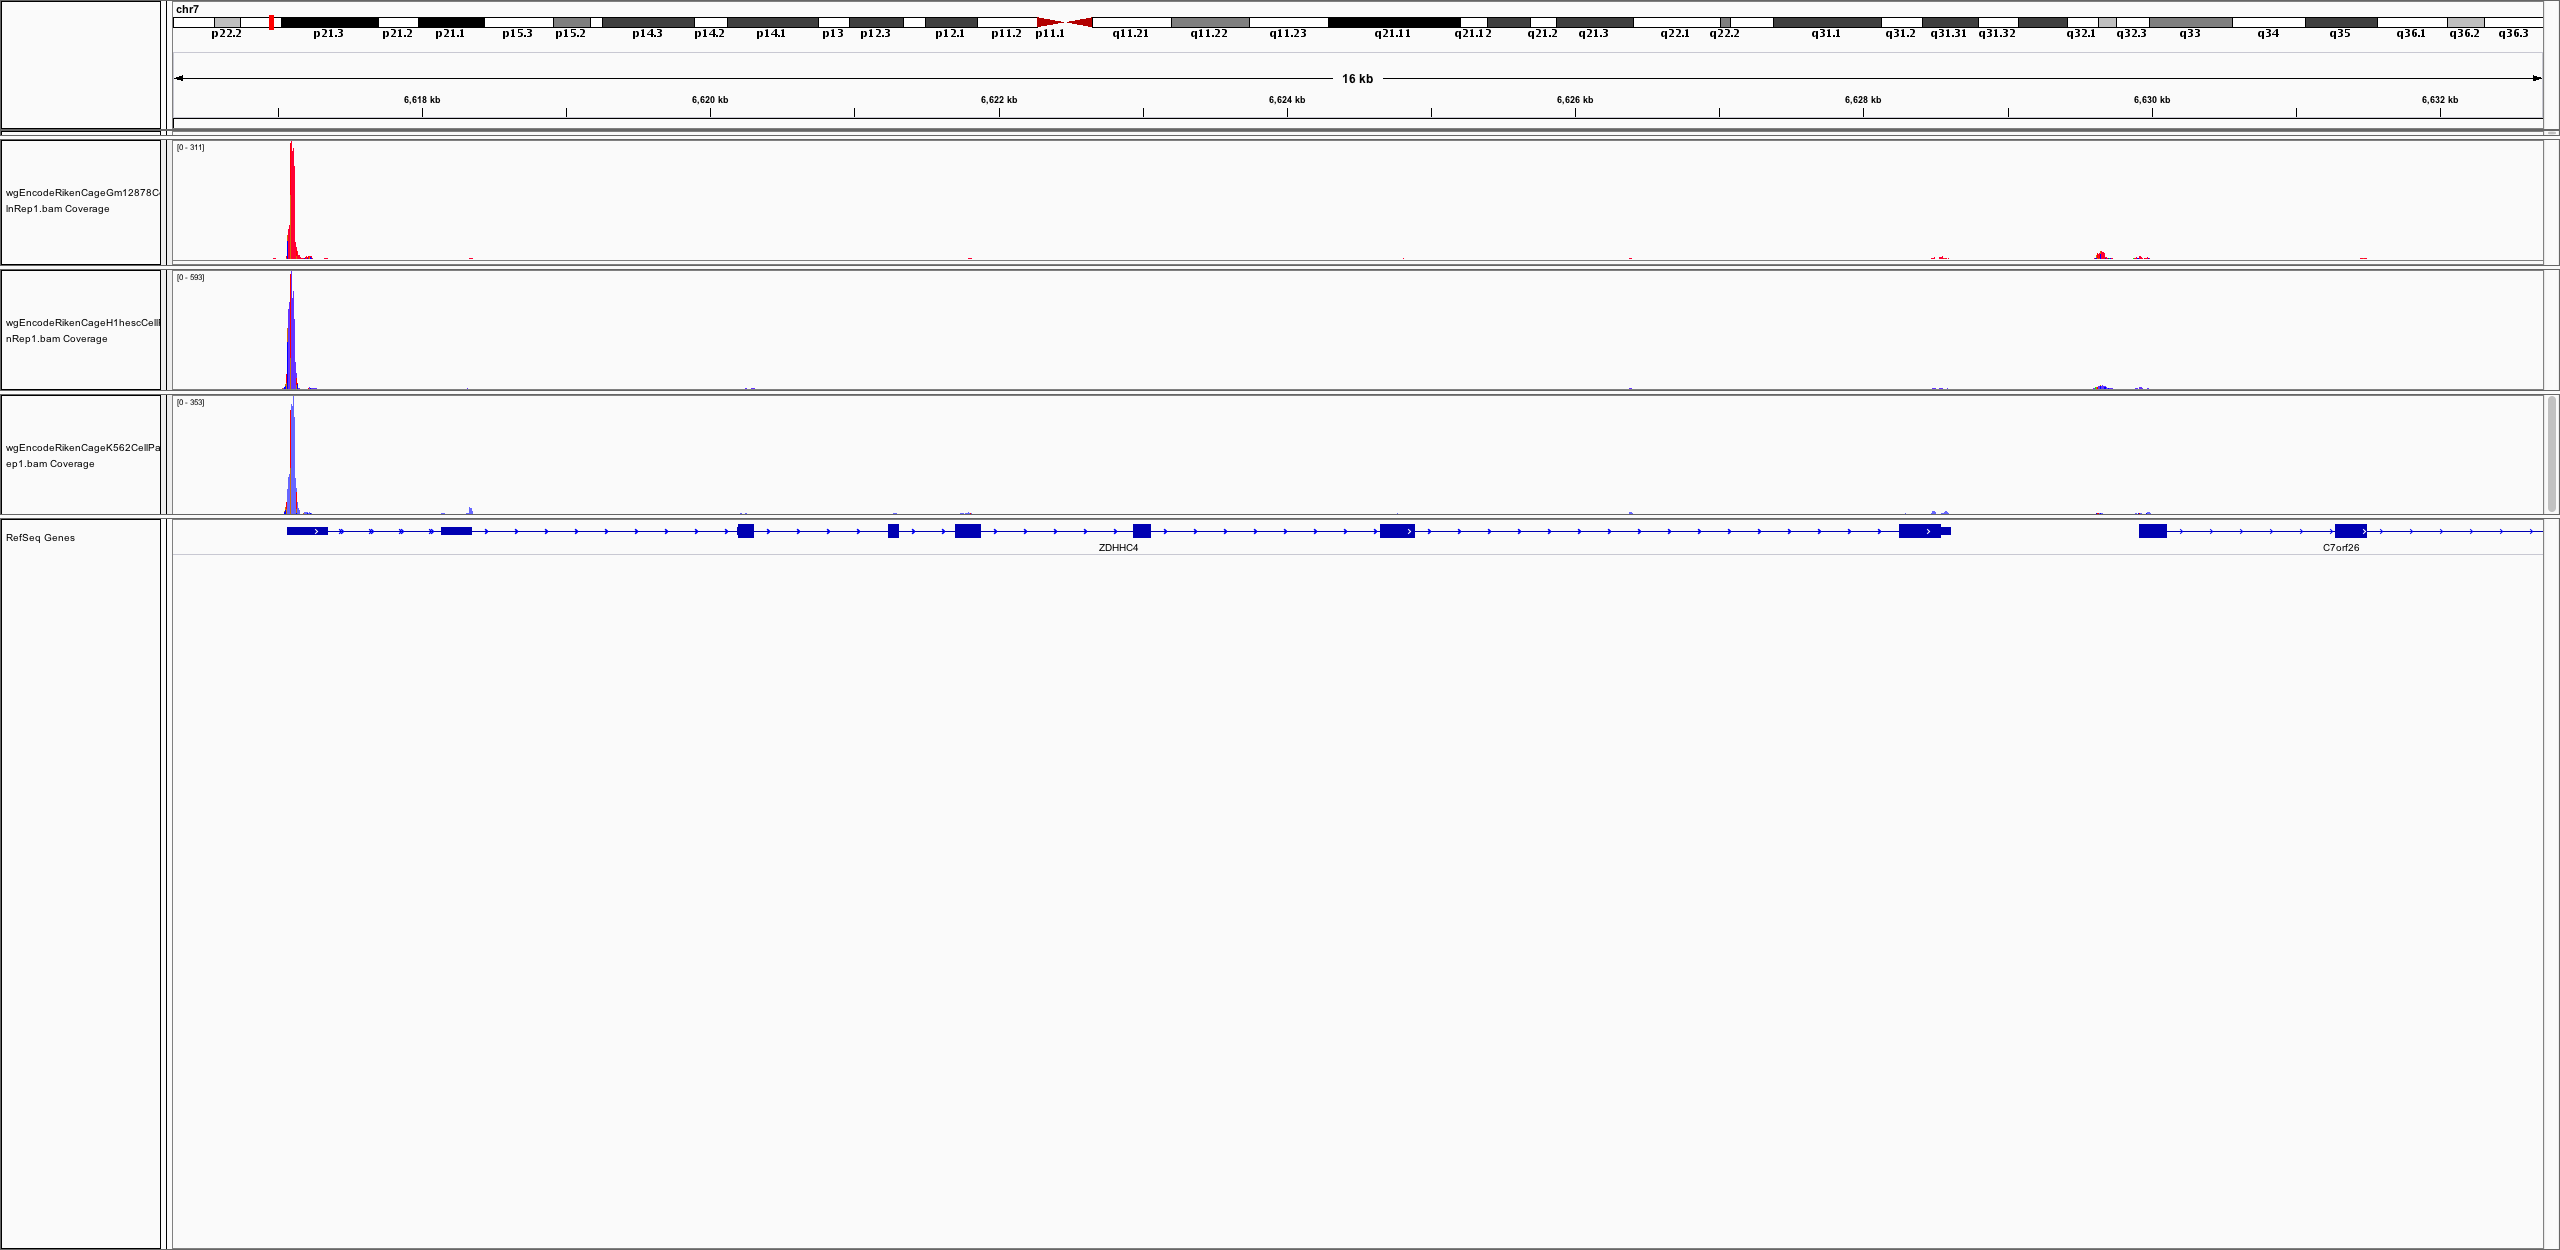 chr7
p22.2 p21.3 p21.2 p21.1 p15.3 p15.2 p14.3 p14.2 p14.1 p13 p12.3 p12.1 p11.2 p11.1 q11.21 q11.22 q11.23 q21.11 q21.12 q21.2 q21.3 q22.1 q22.2 q31.1 q31.2 q31.31 q31.32 q32.1 q32.3 q33 q34 q35 q36.1 q36.2 q36.3
16 kb
6,618 kb 6,620 kb 6,622 kb 6,624 kb 6,626 kb 6,628 kb 6,630 kb 6,632 kb
[0 - 311]
wgEncodeRikenCageGm12878C
lnRep1.bam Coverage
[0 - 593]
wgEncodeRikenCageH1hescCell
nRep1.bam Coverage
[0 - 353]
wgEncodeRikenCageK562CellPa
ep1.bam Coverage
RefSeq Genes
ZDHHC4 C7orf26